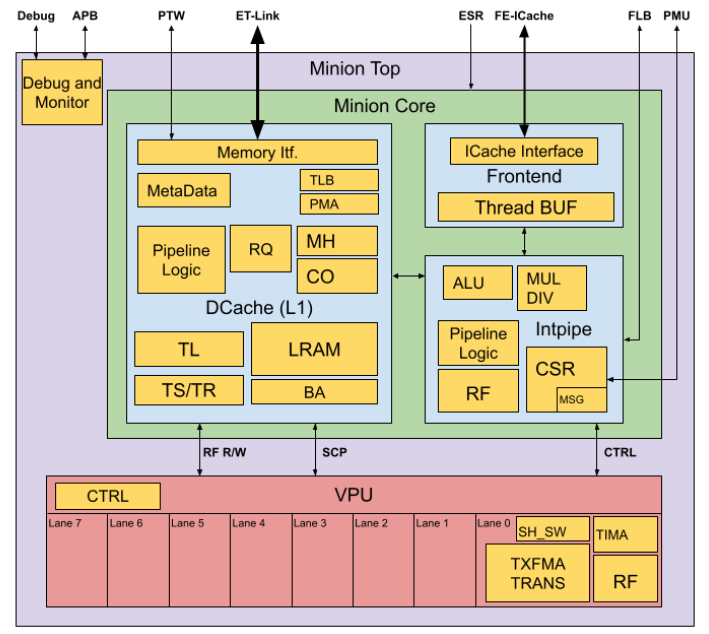 Debug APB PTW ET-Link ESR FE-ICache FLB PMU
Minion Top
Debug and
Monitor
Minion Core
Memory Itf.
MetaData
TLB
PMA
Pipeline
Logic
RQ
MH
CO
DCache (L1)
TL
LRAM
TS/TR
BA
ICache Interface
Frontend
Thread BUF
ALU
MUL
DIV
Intpipe
Pipeline
Logic
CSR
MSG
RF
RF R/W
SCP
CTRL
CTRL
VPU
Lane 7
Lane 6
Lane 5
Lane 4
Lane 3
Lane 2
Lane 1
Lane 0
SH_SW
TIMA
TXFMA
TRANS
RF